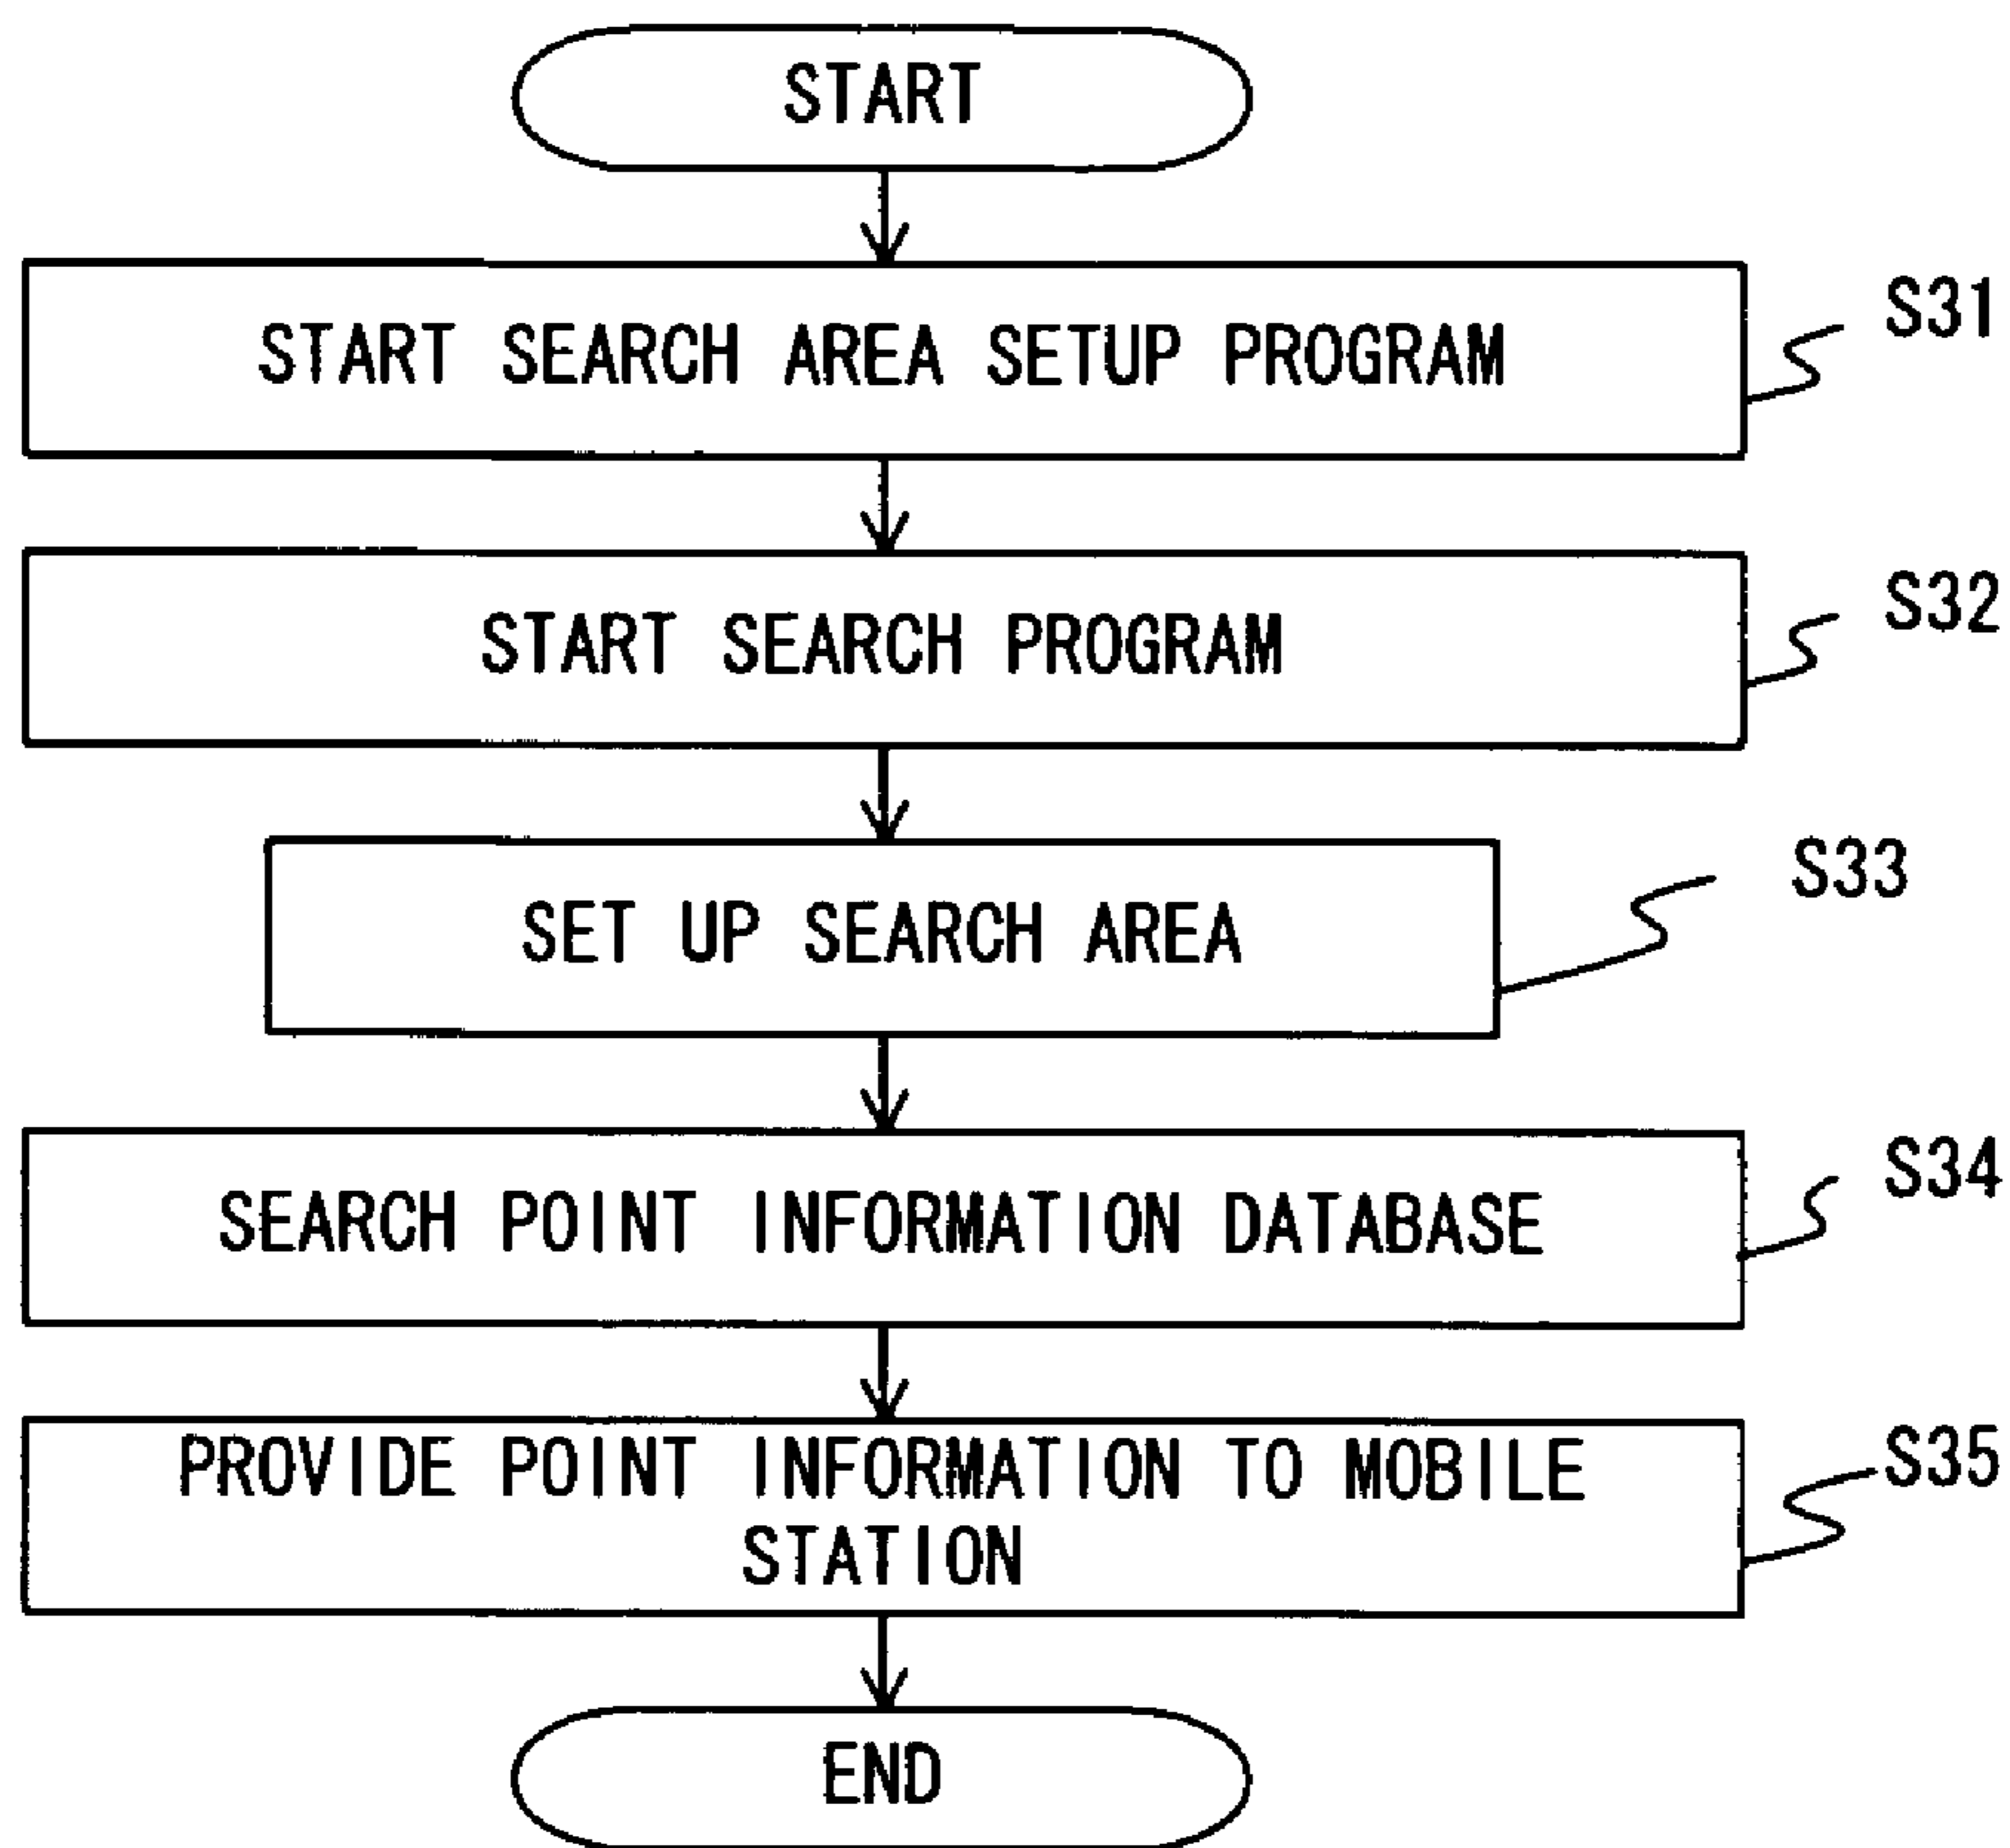 START
START SEARCH AREA SETUP PROGRAM
S31
START SEARCH PROGRAM
S32
SET UP SEARCH AREA
S33
SEARCH POINT INFORMATION DATABASE
S34
PROVIDE POINT INFORMATION TO MOBILE
STATION
S35
END